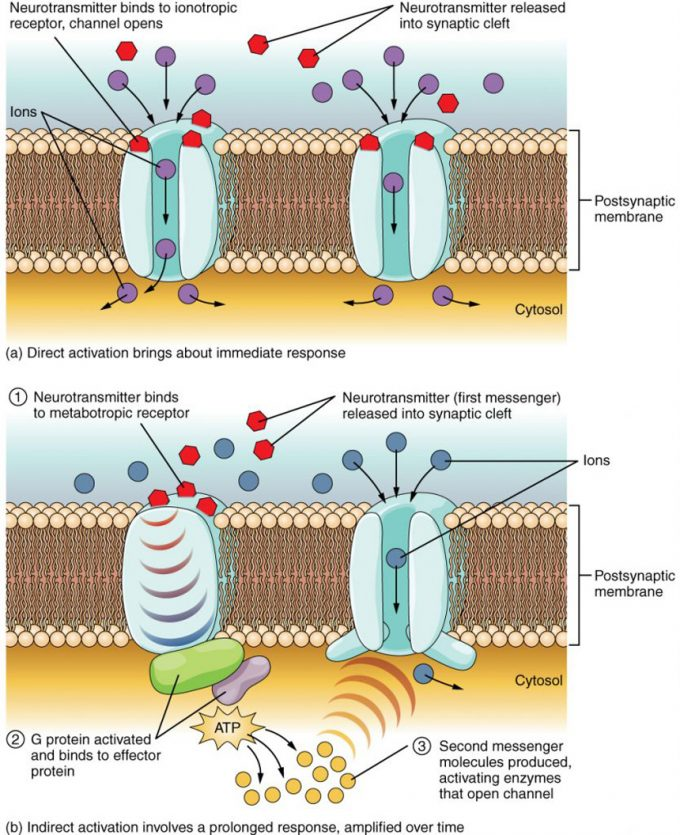 Neurotransmitter binds to ionotropic
receptor, channel opens
Neurotransmitter released
into synaptic cleft
Ions
Postsynaptic
membrane
Cytosol
(a) Direct activation brings about immediate response
1 Neurotransmitter binds
to metabotropic receptor
Neurotransmitter (first messenger)
released into synaptic cleft
Ions
Postsynaptic
membrane
Cytosol
ATP
2 G protein activated
and binds to effector
protein
3 Second messenger
molecules produced,
activating enzymes
that open channel
(b) Indirect activation involves a prolonged response, amplified over time